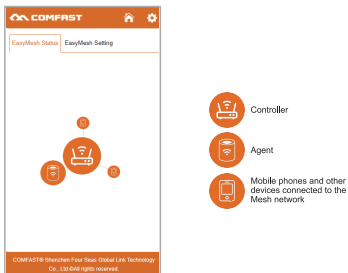 COMFAST
EasyMesh Status EasyMesh Setting
COMFAST® Shenzhen Four Seas Global Link Technology
Co., Ltd ©All rights reserved.
Controller
Agent
Mobile phones and other
devices connected to the
Mesh network